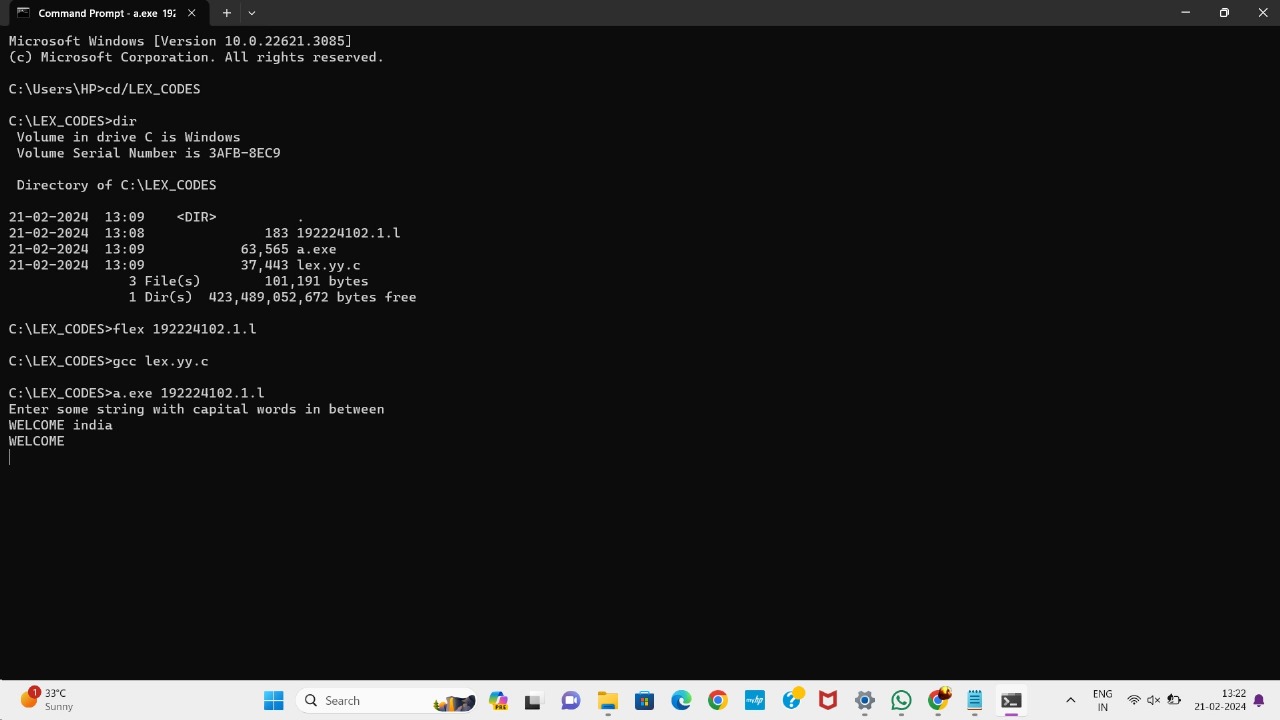 Command Prompt - a.exe 192
Microsoft Windows [Version 10.0.22621.3085]
(c) Microsoft Corporation. All rights reserved.
C:\Users\HP>cd/LEX_CODES
C:\LEX_CODES>dir
Volume in drive C is Windows
Volume Serial Number is 3AFB-8EC9
Directory of C:\LEX_CODES
21-02-2024 13:09 <DIR> .
21-02-2024 13:08 183 192224102.1.l
21-02-2024 13:09 63,565 a.exe
21-02-2024 13:09 37,443 lex.yy.c
3 File(s) 101,191 bytes
1 Dir(s) 423,489,052,672 bytes free
C:\LEX_CODES>flex 192224102.1.l
C:\LEX_CODES>gcc lex.yy.c
C:\LEX_CODES>a.exe 192224102.1.l
Enter some string with capital words in between
WELCOME india
WELCOME
1 33°C
Sunny
Search
PRE
myhp
ENG
IN
13:22
21-02-2024